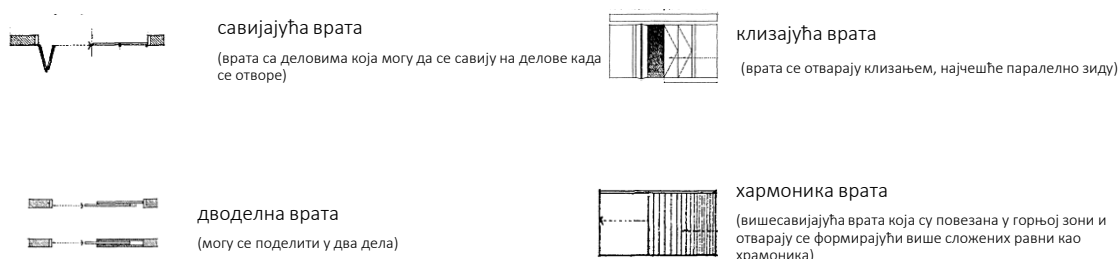 савијајућа врата
(врата са деловима која могу да се савију на делове када
се отворе)
клизајућа врата
(врата се отварају клизањем, најчешће паралелно зиду)
дводелна врата
(могу се поделити у два дела)
хармоника врата
(вишесавијајућа врата која су повезана у горњој зони и
отварају се формирајући више сложених равни као
храмоника)